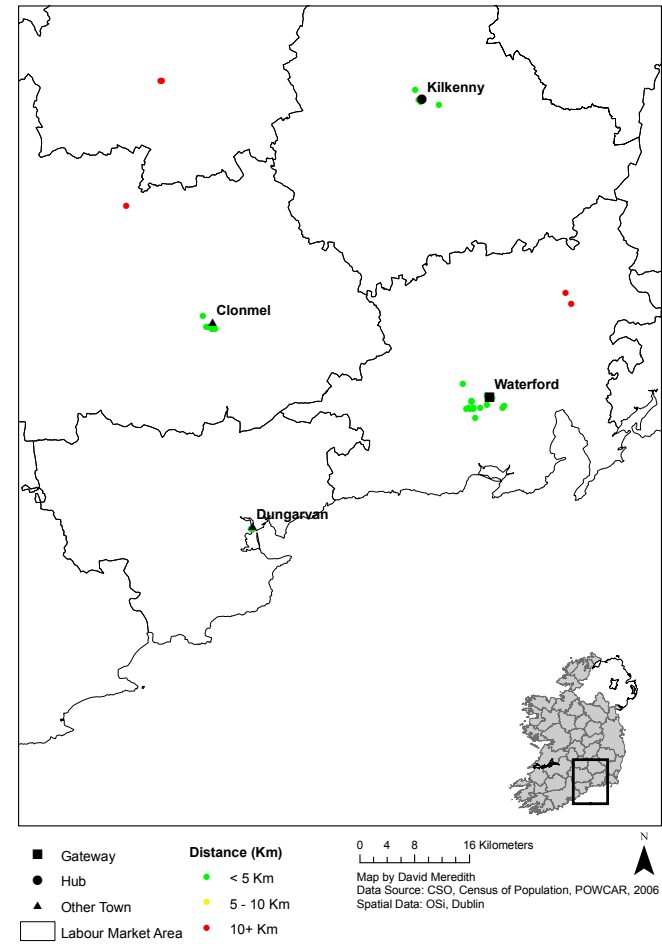 Kilkenny
Clonmel
Waterford
Dungarvan
Gateway
Hub
Other Town
Labour Market Area
Distance (Km)
< 5 Km
5 - 10 Km
10+ Km
0 4 8 16 Kilometers
Map by David Meredith
Data Source: CSO, Census of Population, POWCAR, 2006
Spatial Data: OSi, Dublin
N